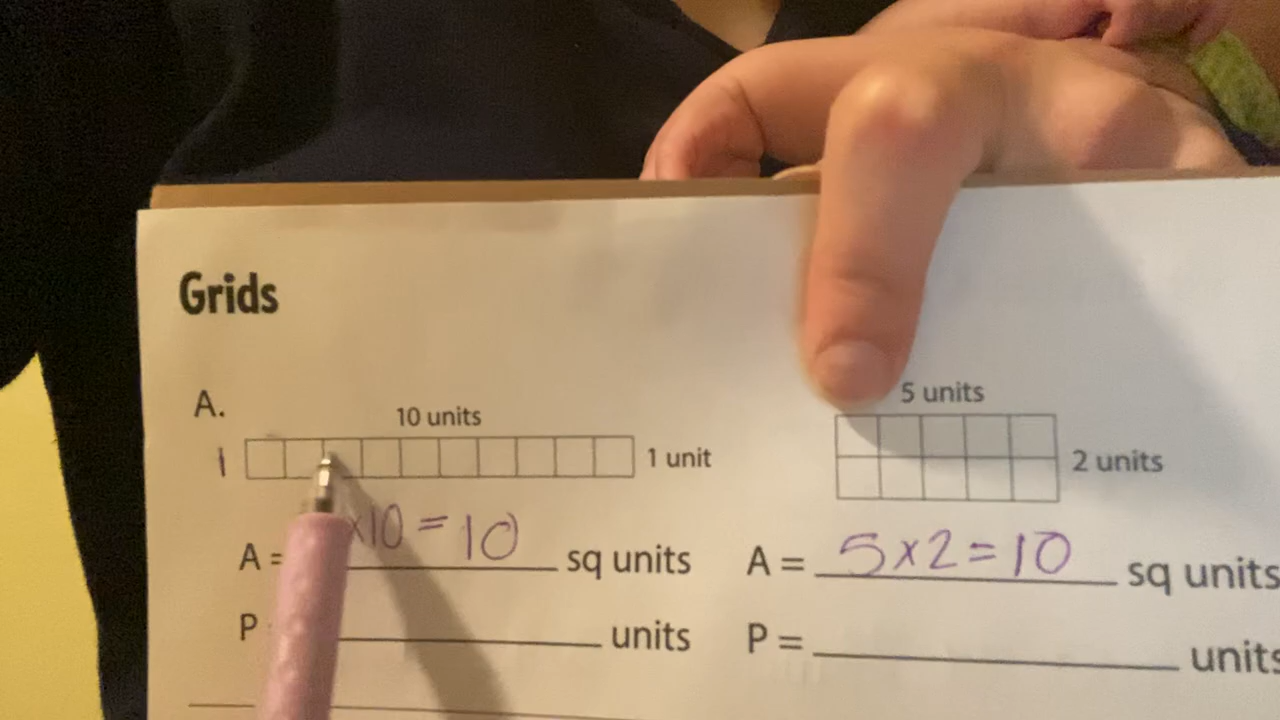 Grids
A.
10 units
1 1 unit
A = x10 = 10 sq units
P units
5 units
2 units
A = 5x2=10 sq units
P = units